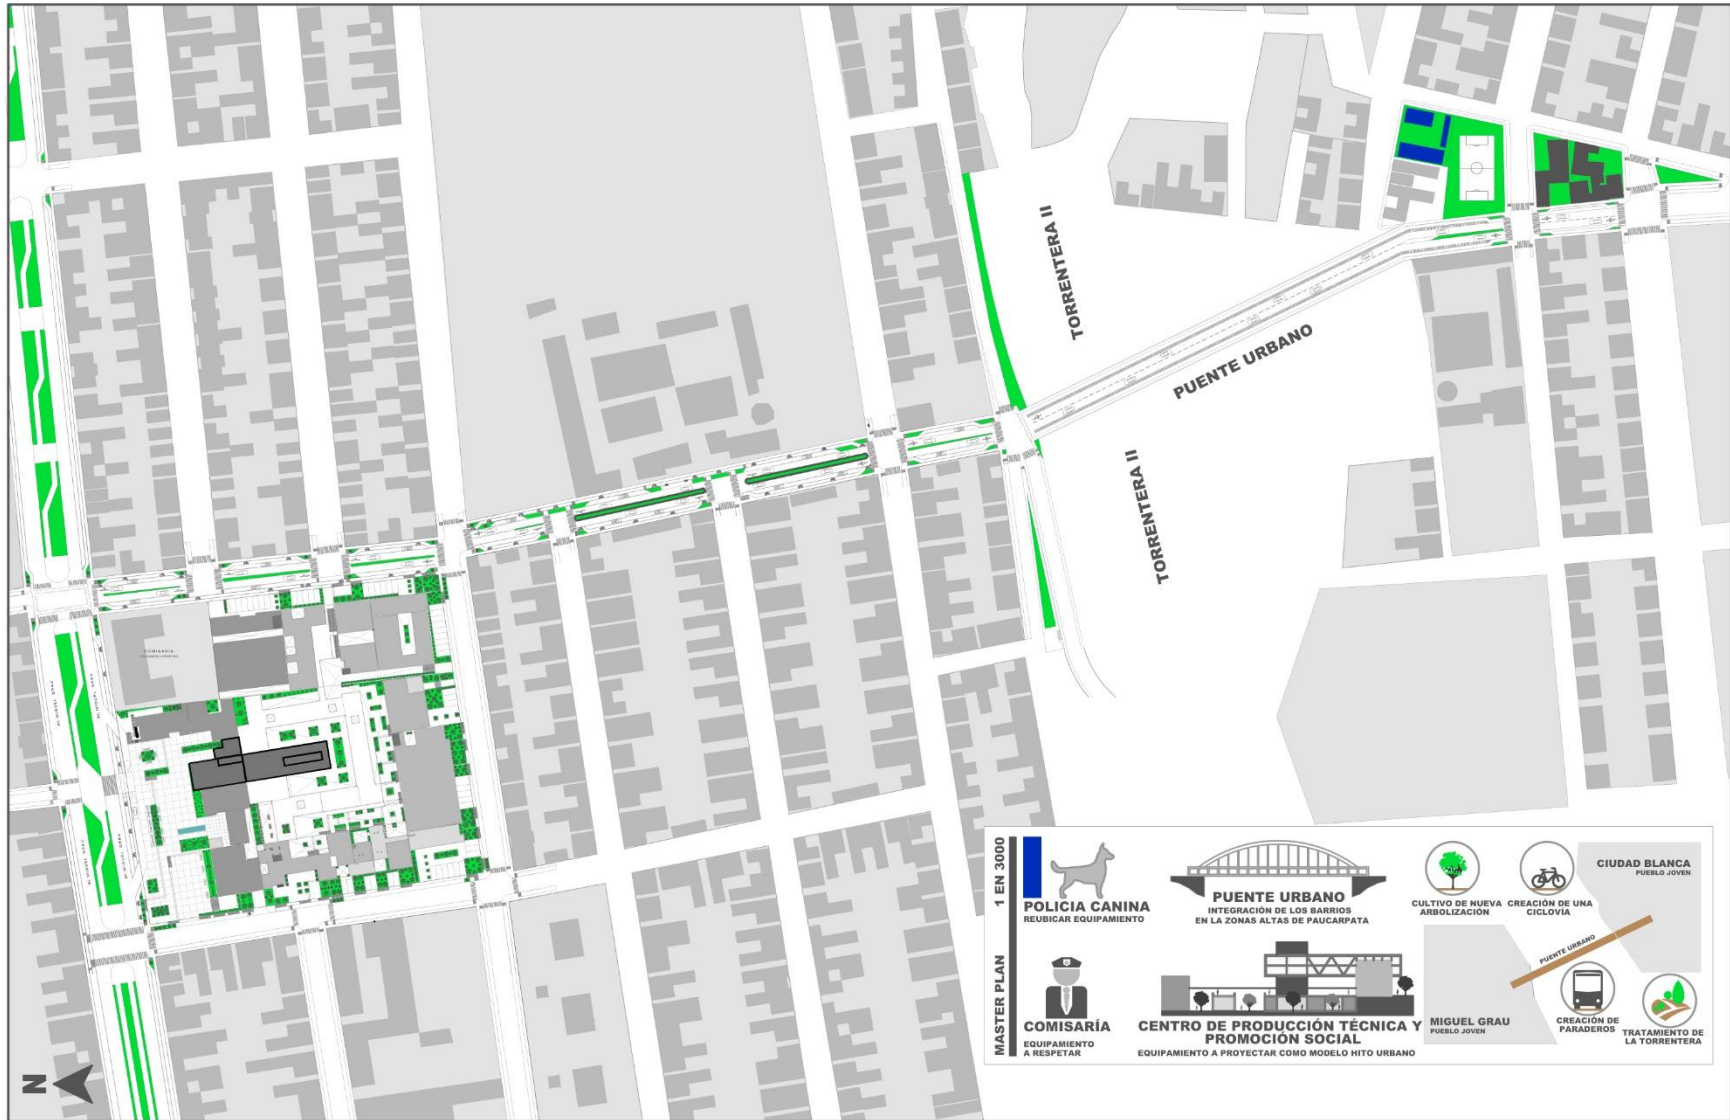 TORRENTERA II
PUENTE URBANO
TORRENTERA III
COMISARIA
N
MASTER PLAN
1 EN 3000
POLICIA CANINA
REUBICAR EQUIPAMIENTO
PUENTE URBANO
INTEGRACIÓN DE LOS BARRIOS
EN LA ZONAS ALTAS DE PAUCARPATA
CULTIVO DE NUEVA
ARBOLIZACIÓN
CREACIÓN DE UNA
CICLOVÍA
CIUDAD BLANCA
PUEBLO JOVEN
PUENTE URBANO
COMISARÍA
EQUIPAMIENTO
A RESPETAR
CENTRO DE PRODUCCIÓN TÉCNICA Y
PROMOCIÓN SOCIAL
EQUIPAMIENTO A PROYECTAR COMO MODELO HITO URBANO
MIGUEL GRAU
PUEBLO JOVEN
CREACIÓN DE
PARADEROS
TRATAMIENTO DE
LA TORRENTERA